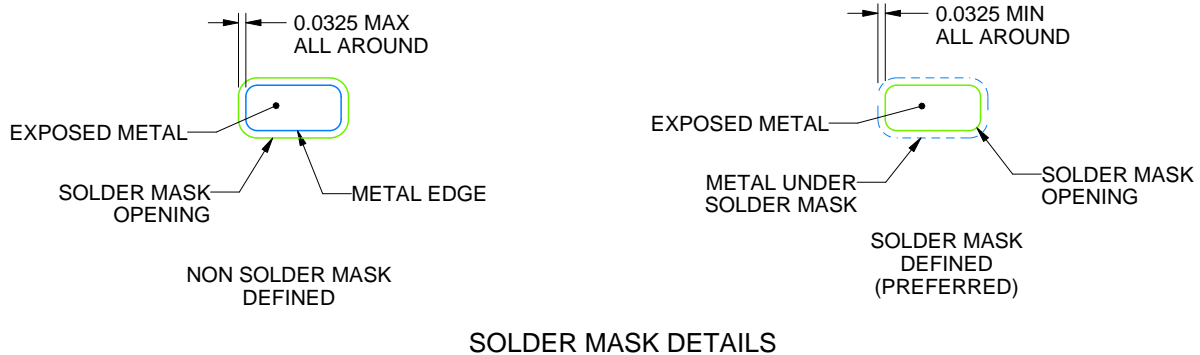 0.0325 MAX
ALL AROUND
EXPOSED METAL
SOLDER MASK
OPENING
METAL EDGE
NON SOLDER MASK
DEFINED
0.0325 MIN
ALL AROUND
EXPOSED METAL
METAL UNDER
SOLDER MASK
SOLDER MASK
OPENING
SOLDER MASK
DEFINED
(PREFERRED)
SOLDER MASK DETAILS